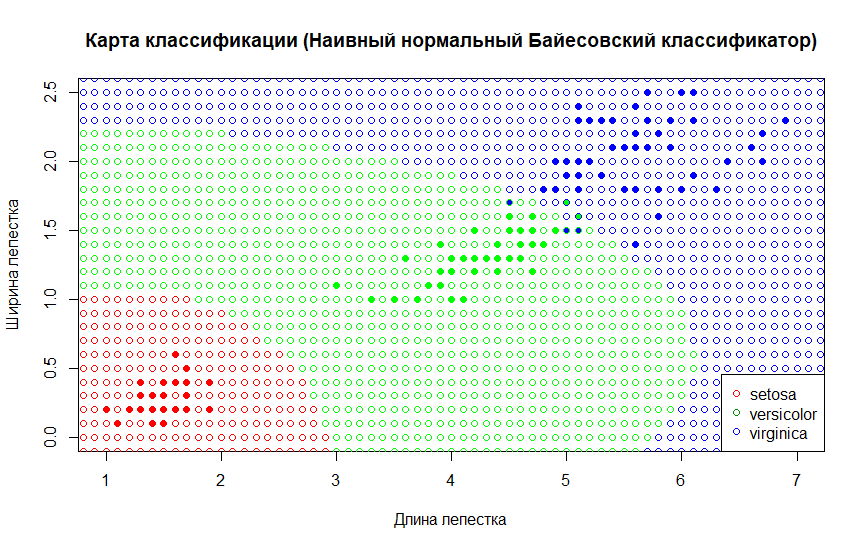 Карта классификации (Наивный нормальный Байесовский классификатор)
Ширина лепестка
2.5
2.0
1.5
1.0
0.5
0.0
setosa
versicolor
virginica
1 2 3 4 5 6 7
Длина лепестка